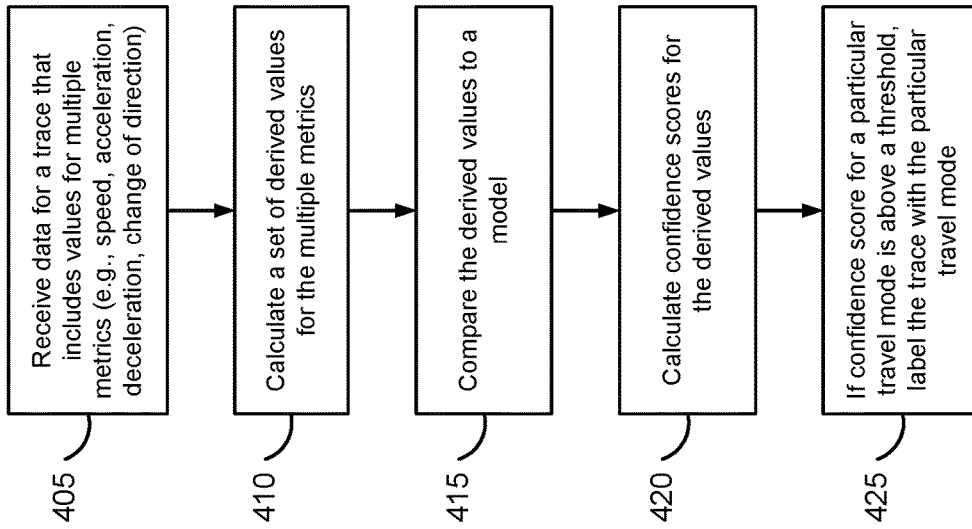 405
Receive data for a trace that
includes values for multiple
metrics (e.g., speed, acceleration,
deceleration, change of direction)
410
Calculate a set of derived values
for the multiple metrics
415
Compare the derived values to a
model
420
Calculate confidence scores for
the derived values
425
If confidence score for a particular
travel mode is above a threshold,
label the trace with the particular
travel mode